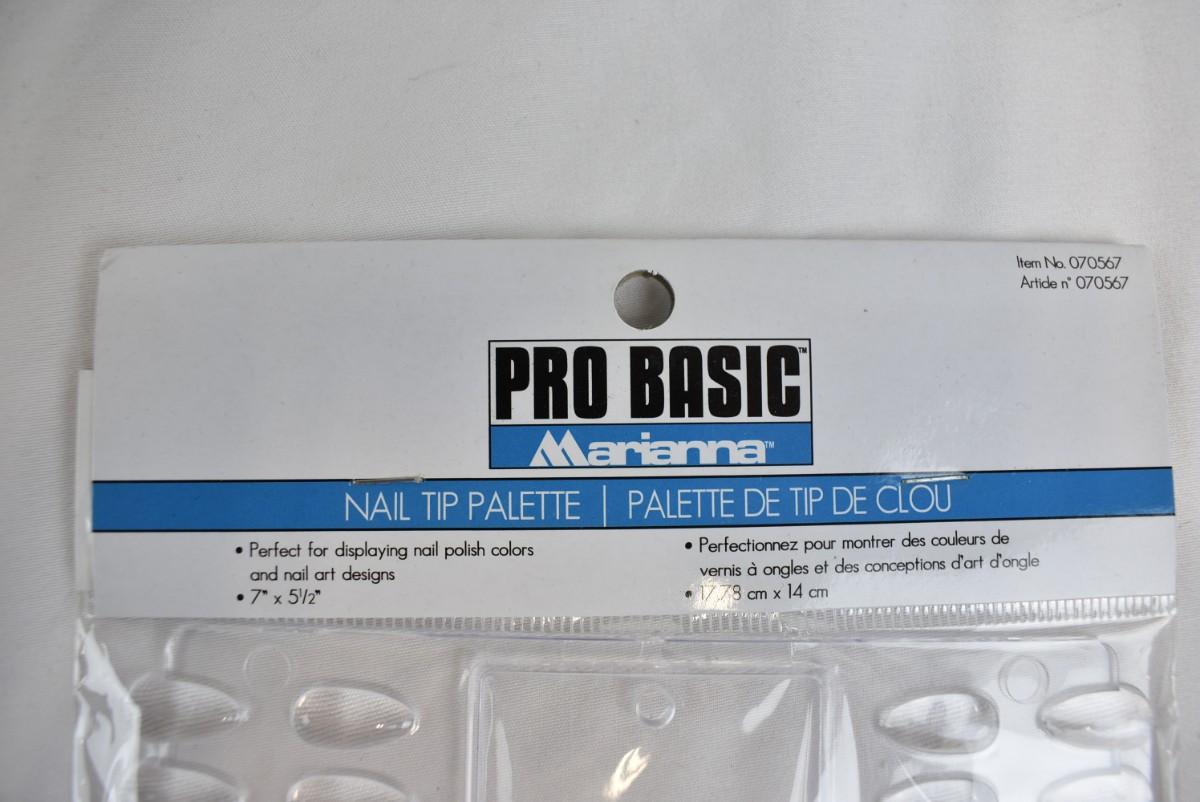 Item No. 070567
Article n° 070567
PRO BASIC™
Marianna™
NAIL TIP PALETTE | PALETTE DE TIP DE CLOU
• Perfect for displaying nail polish colors
and nail art designs
• 7" x 5½"
• Perfectionnez pour montrer des couleurs de
vernis à ongles et des conceptions d'art d'ongle
• 17.78 cm x 14 cm